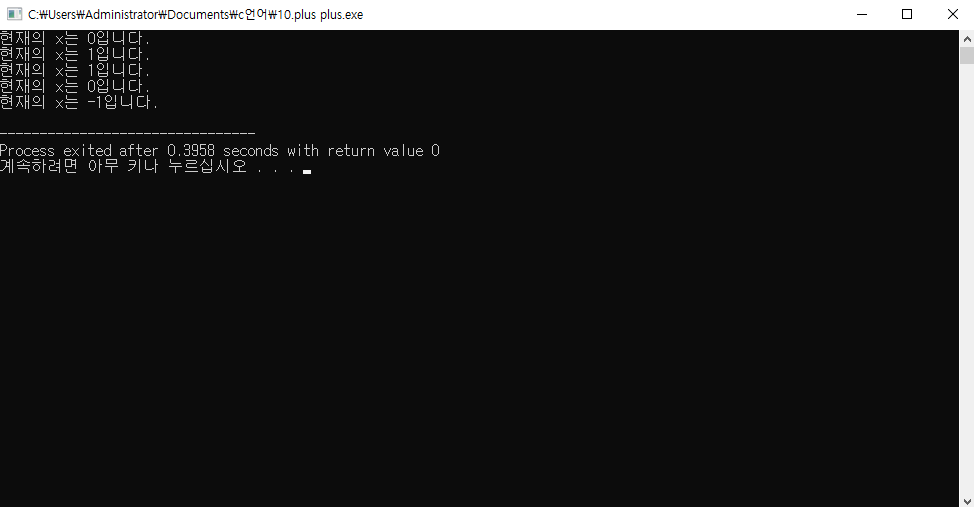 C:₩Users₩Administrator₩Documents₩c언어₩10.plus plus.exe
현재의 x는 0입니다.
현재의 x는 1입니다.
현재의 x는 1입니다.
현재의 x는 0입니다.
현재의 x는 -1입니다.
--------------------------------
Process exited after 0.3958 seconds with return value 0
계속하려면 아무 키나 누르십시오 . . .